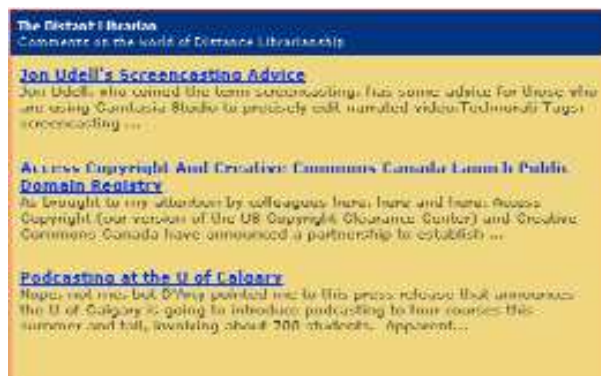 The Distant Librarian
Comments on the world of Distance Librarianship
Jon Udell's Screencasting Advice
Jon Udell, who coined the term screencasting, has some advice for those who
are using Camtasia Studio to precisely edit narrated video.Technorati Tags:
screencasting ...
Access Copyright And Creative Commons Canada Launch Public
Domain Registry
As brought to my attention by colleagues here, here and here, Access
Copyright (our version of the US Copyright Clearance Center) and Creative
Commons Canada have announced a partnership to establish ...
Podcasting at the U of Calgary
Nope, not me, but D'Arcy pointed me to this press release that announces
the U of Calgary is going to introduce podcasting to four courses this
summer and fall, involving about 700 students. Apparent...